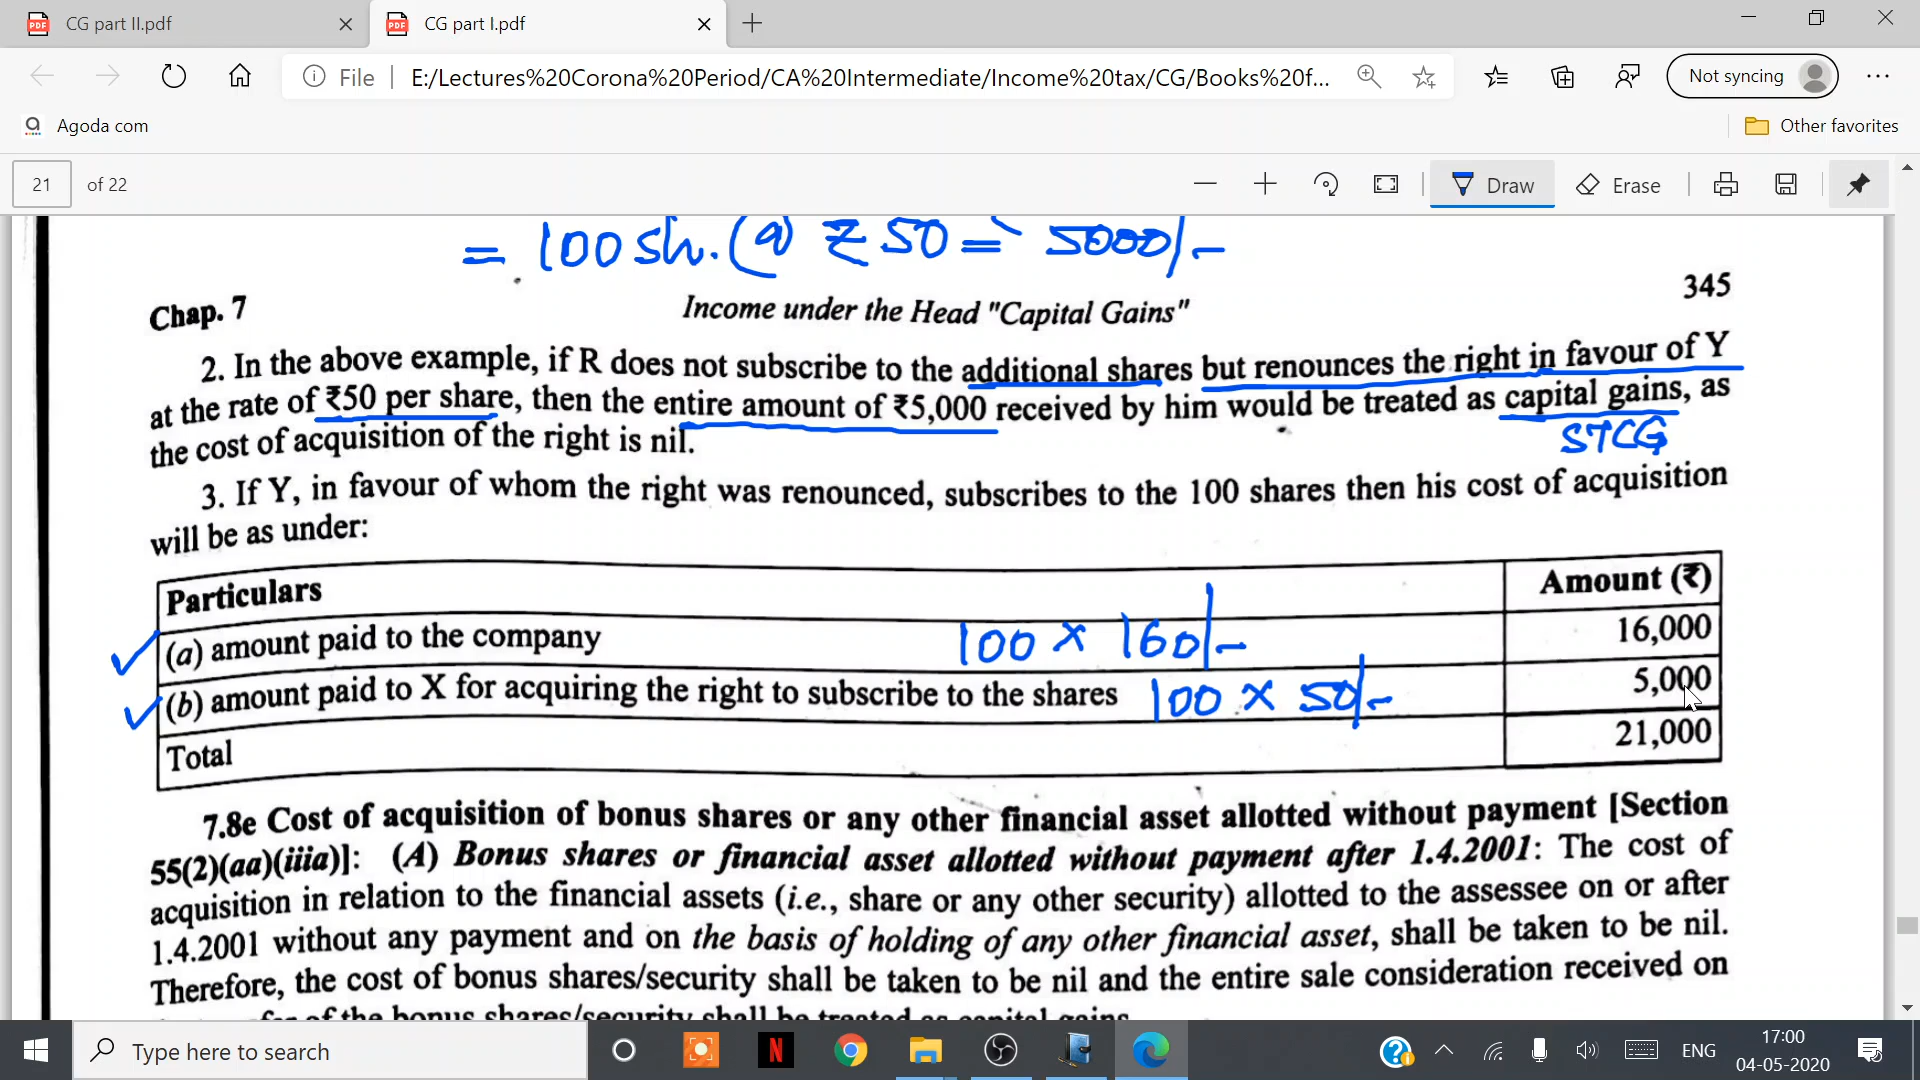 CG part II.pdf
CG part I.pdf
File
E:/Lectures%20Corona%20Period/CA%20Intermediate/Income%20tax/CG/Books%20f...
Not syncing
Agoda com
Other favorites
21 of 22
Draw
Erase
= 100 sh. @ ₹ 50 = 5000/-
Chap. 7
Income under the Head "Capital Gains"
345
2. In the above example, if R does not subscribe to the additional shares but renounces the right in favour of Y
at the rate of ₹50 per share, then the entire amount of ₹5,000 received by him would be treated as capital gains, as
the cost of acquisition of the right is nil.
STCG
3. If Y, in favour of whom the right was renounced, subscribes to the 100 shares then his cost of acquisition
will be as under:
Particulars
Amount (₹)
(a) amount paid to the company
100 × 160/-
16,000
(b) amount paid to X for acquiring the right to subscribe to the shares
100 × 50/-
5,000
Total
21,000
7.8e Cost of acquisition of bonus shares or any other financial asset allotted without payment [Section
55(2)(aa)(iiia)]: (A) Bonus shares or financial asset allotted without payment after 1.4.2001: The cost of
acquisition in relation to the financial assets (i.e., share or any other security) allotted to the assessee on or after
1.4.2001 without any payment and on the basis of holding of any other financial asset, shall be taken to be nil.
Therefore, the cost of bonus shares/security shall be taken to be nil and the entire sale consideration received on
of the bonus shares/security shall be treated as capital gains
Type here to search
ENG
17:00
04-05-2020